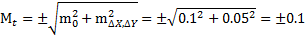 Mₜ = ±√(m₀² + m²_{ΔX,ΔY}) = ±√(0.1² + 0.05²) = ±0.1